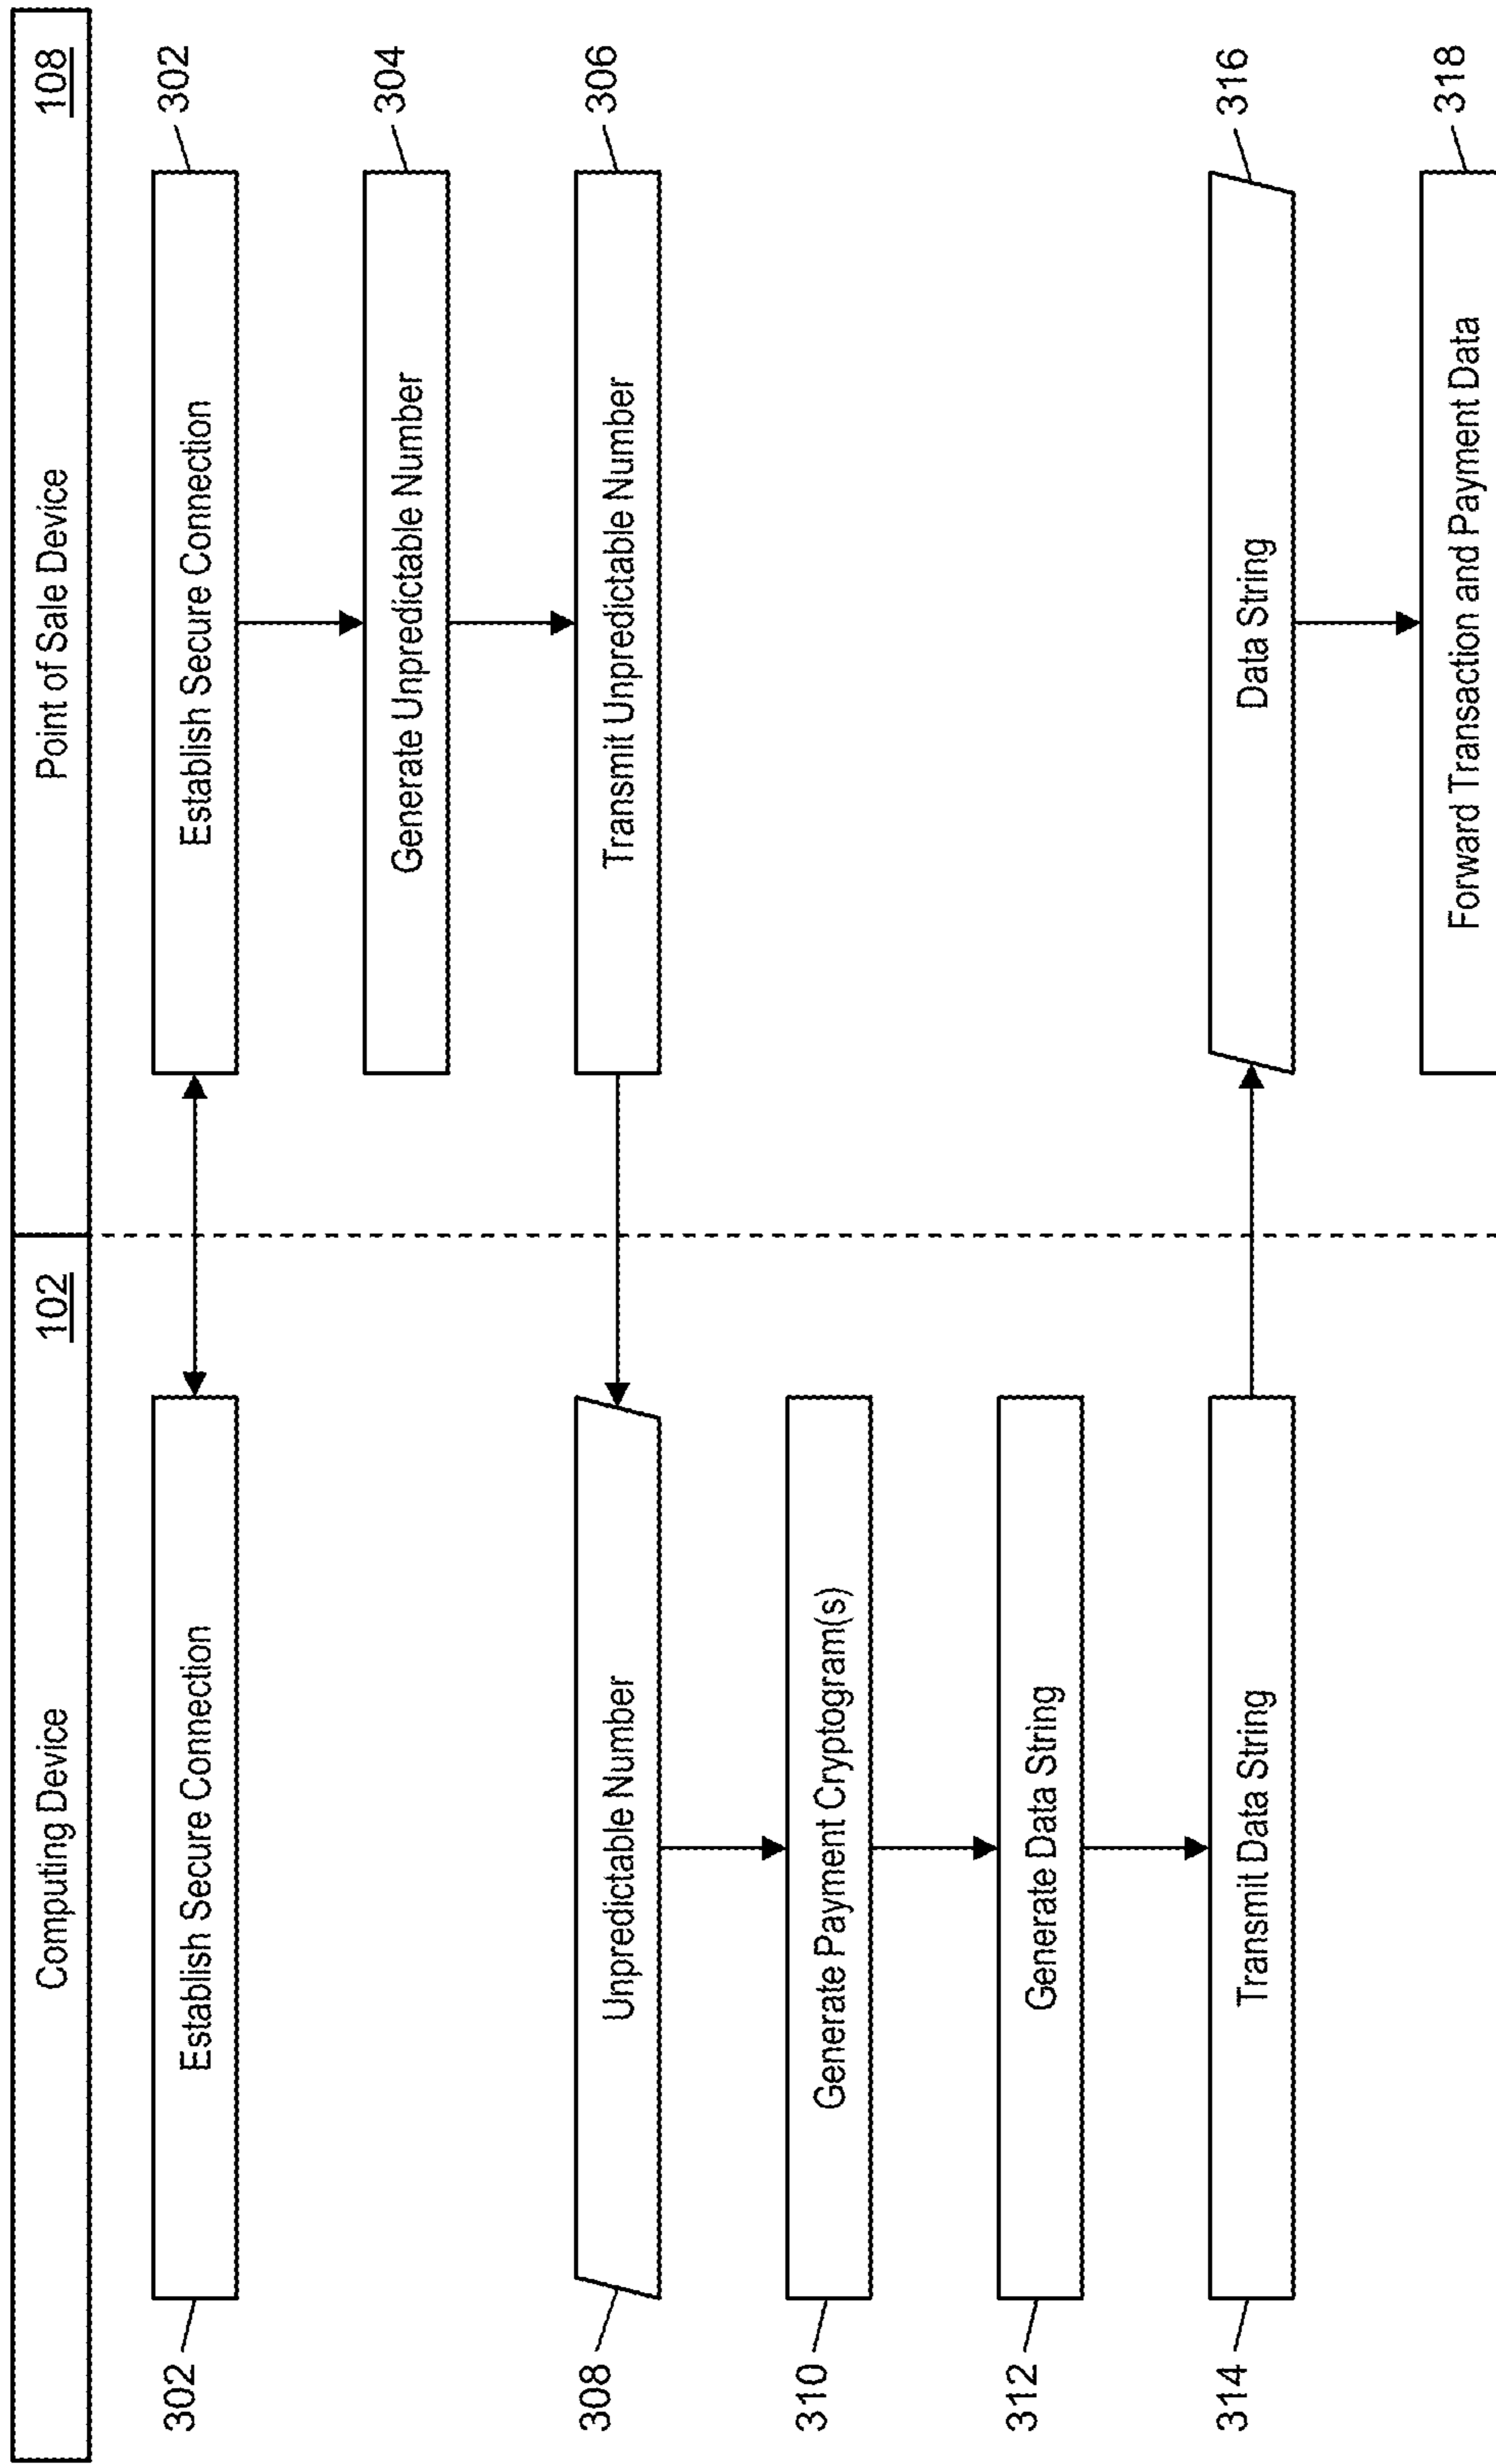 Computing Device
102
Point of Sale Device
108
302
Establish Secure Connection
Establish Secure Connection
302
Generate Unpredictable Number
304
Transmit Unpredictable Number
306
308
Unpredictable Number
310
Generate Payment Cryptogram(s)
312
Generate Data String
314
Transmit Data String
Data String
316
Forward Transaction and Payment Data
318